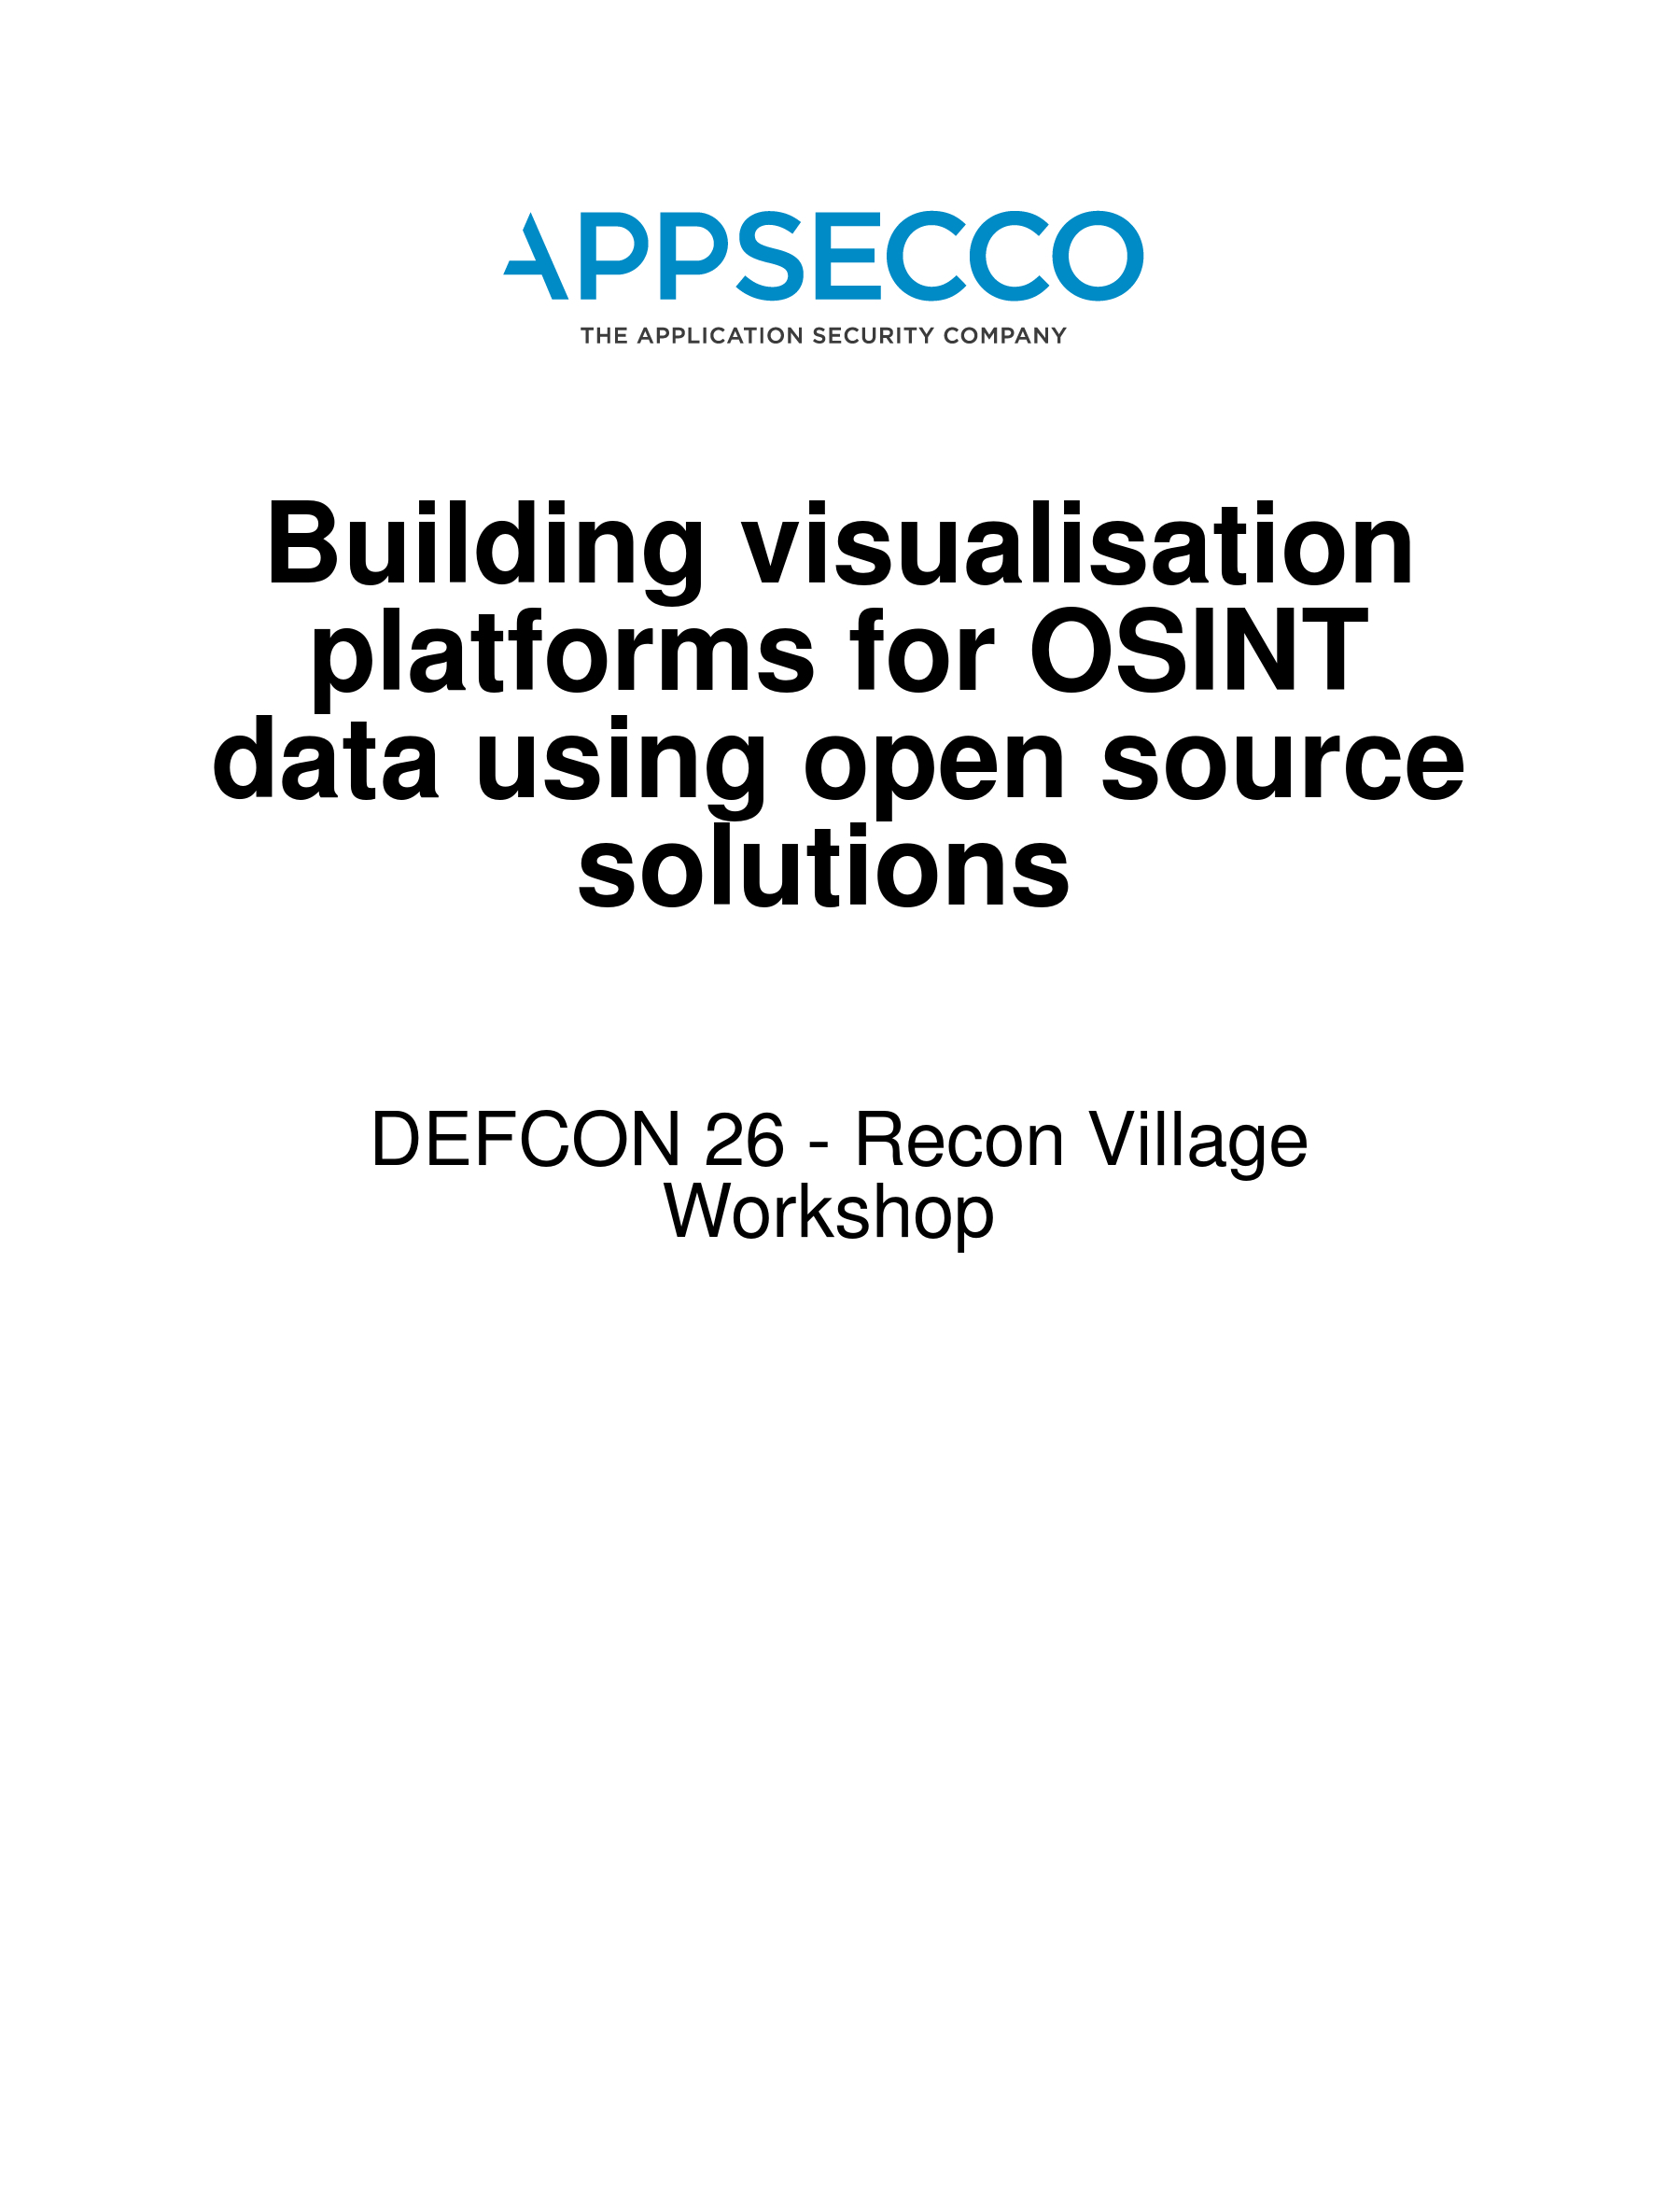 APPSECCO
THE APPLICATION SECURITY COMPANY
Building visualisation
platforms for OSINT
data using open source
solutions
DEFCON 26 - Recon Village
Workshop